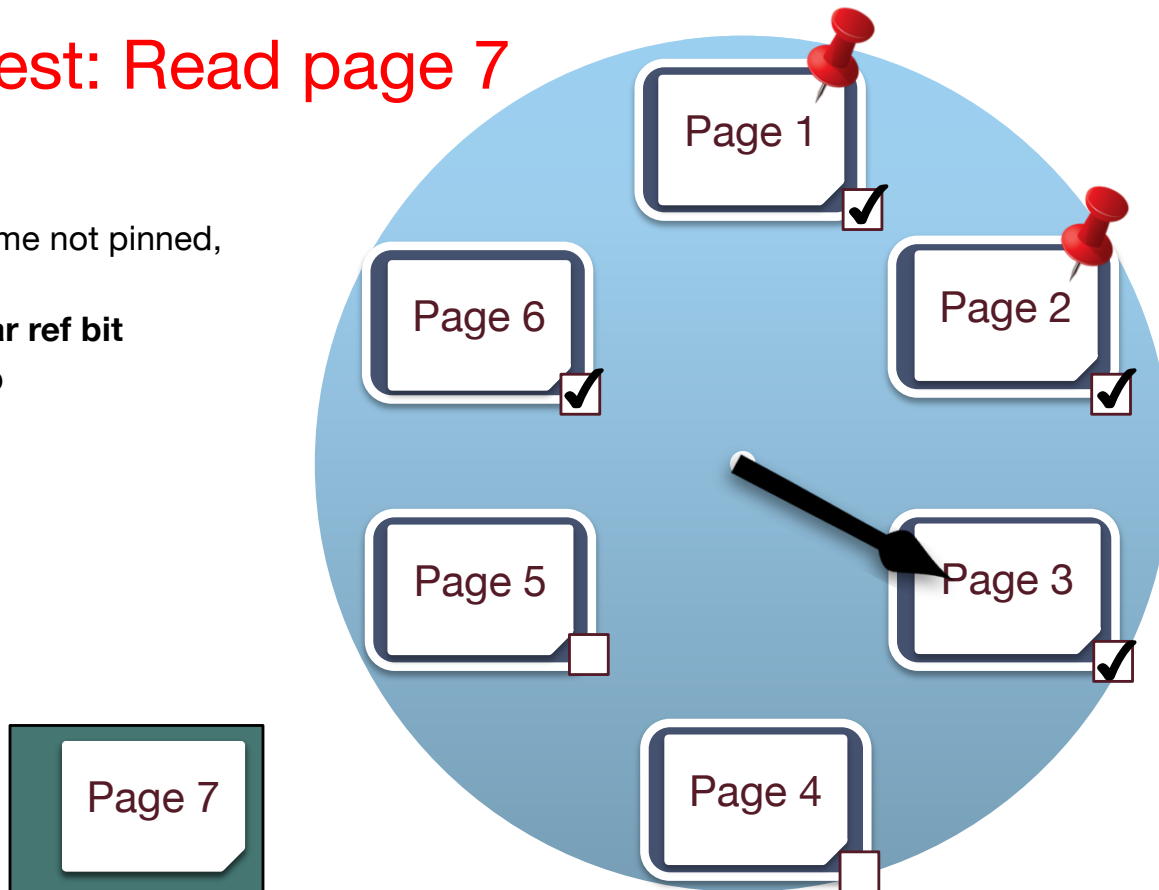 est: Read page 7
Page 1
me not pinned,
Page 2
Page 6
ar ref bit
Page 5
Page 3
Page 4
Page 7